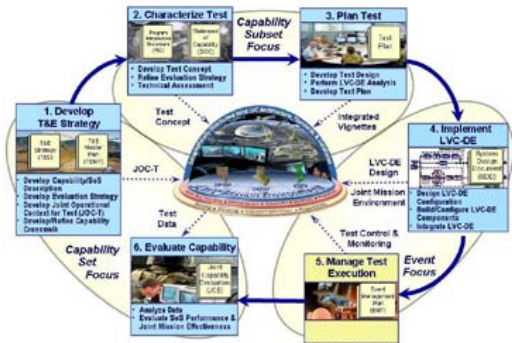 2. Characterize Test
Program
Introduction
Document
(PID)
Statement
of Capability
(SOC)
• Develop Test Concept
• Refine Evaluation Strategy
• Technical Assessment
Capability
Subset
Focus
3. Plan Test
Test
Plan
• Develop Test Design
• Perform LVC-DE Analysis
• Develop Test Plan
1. Develop
T&E Strategy
T&E
Strategy
(TES)
T&E
Master
Plan
(TEMP)
• Develop Capability/SoS
Description
• Develop Evaluation Strategy
• Develop Joint Operational
Context for Test (JOC-T)
• Develop/Refine Capability
Crosswalk
Test
Concept
Integrated
Vignettes
JOC-T
LVC-DE
Design
Joint Mission
Environment
4. Implement
LVC-DE
System
Design
Document
(SDD)
• Design LVC-DE
Configuration
• Build/Configure LVC-DE
Components
• Integrate LVC-DE
Test
Data
Test Control &
Monitoring
Capability
Set
Focus
6. Evaluate Capability
Joint
Capability
Evaluation
(JCE)
• Analyze Data
• Evaluate SoS Performance &
Joint Mission Effectiveness
5. Manage Test
Execution
Event
Management
Plan
(EMP)
Event
Focus